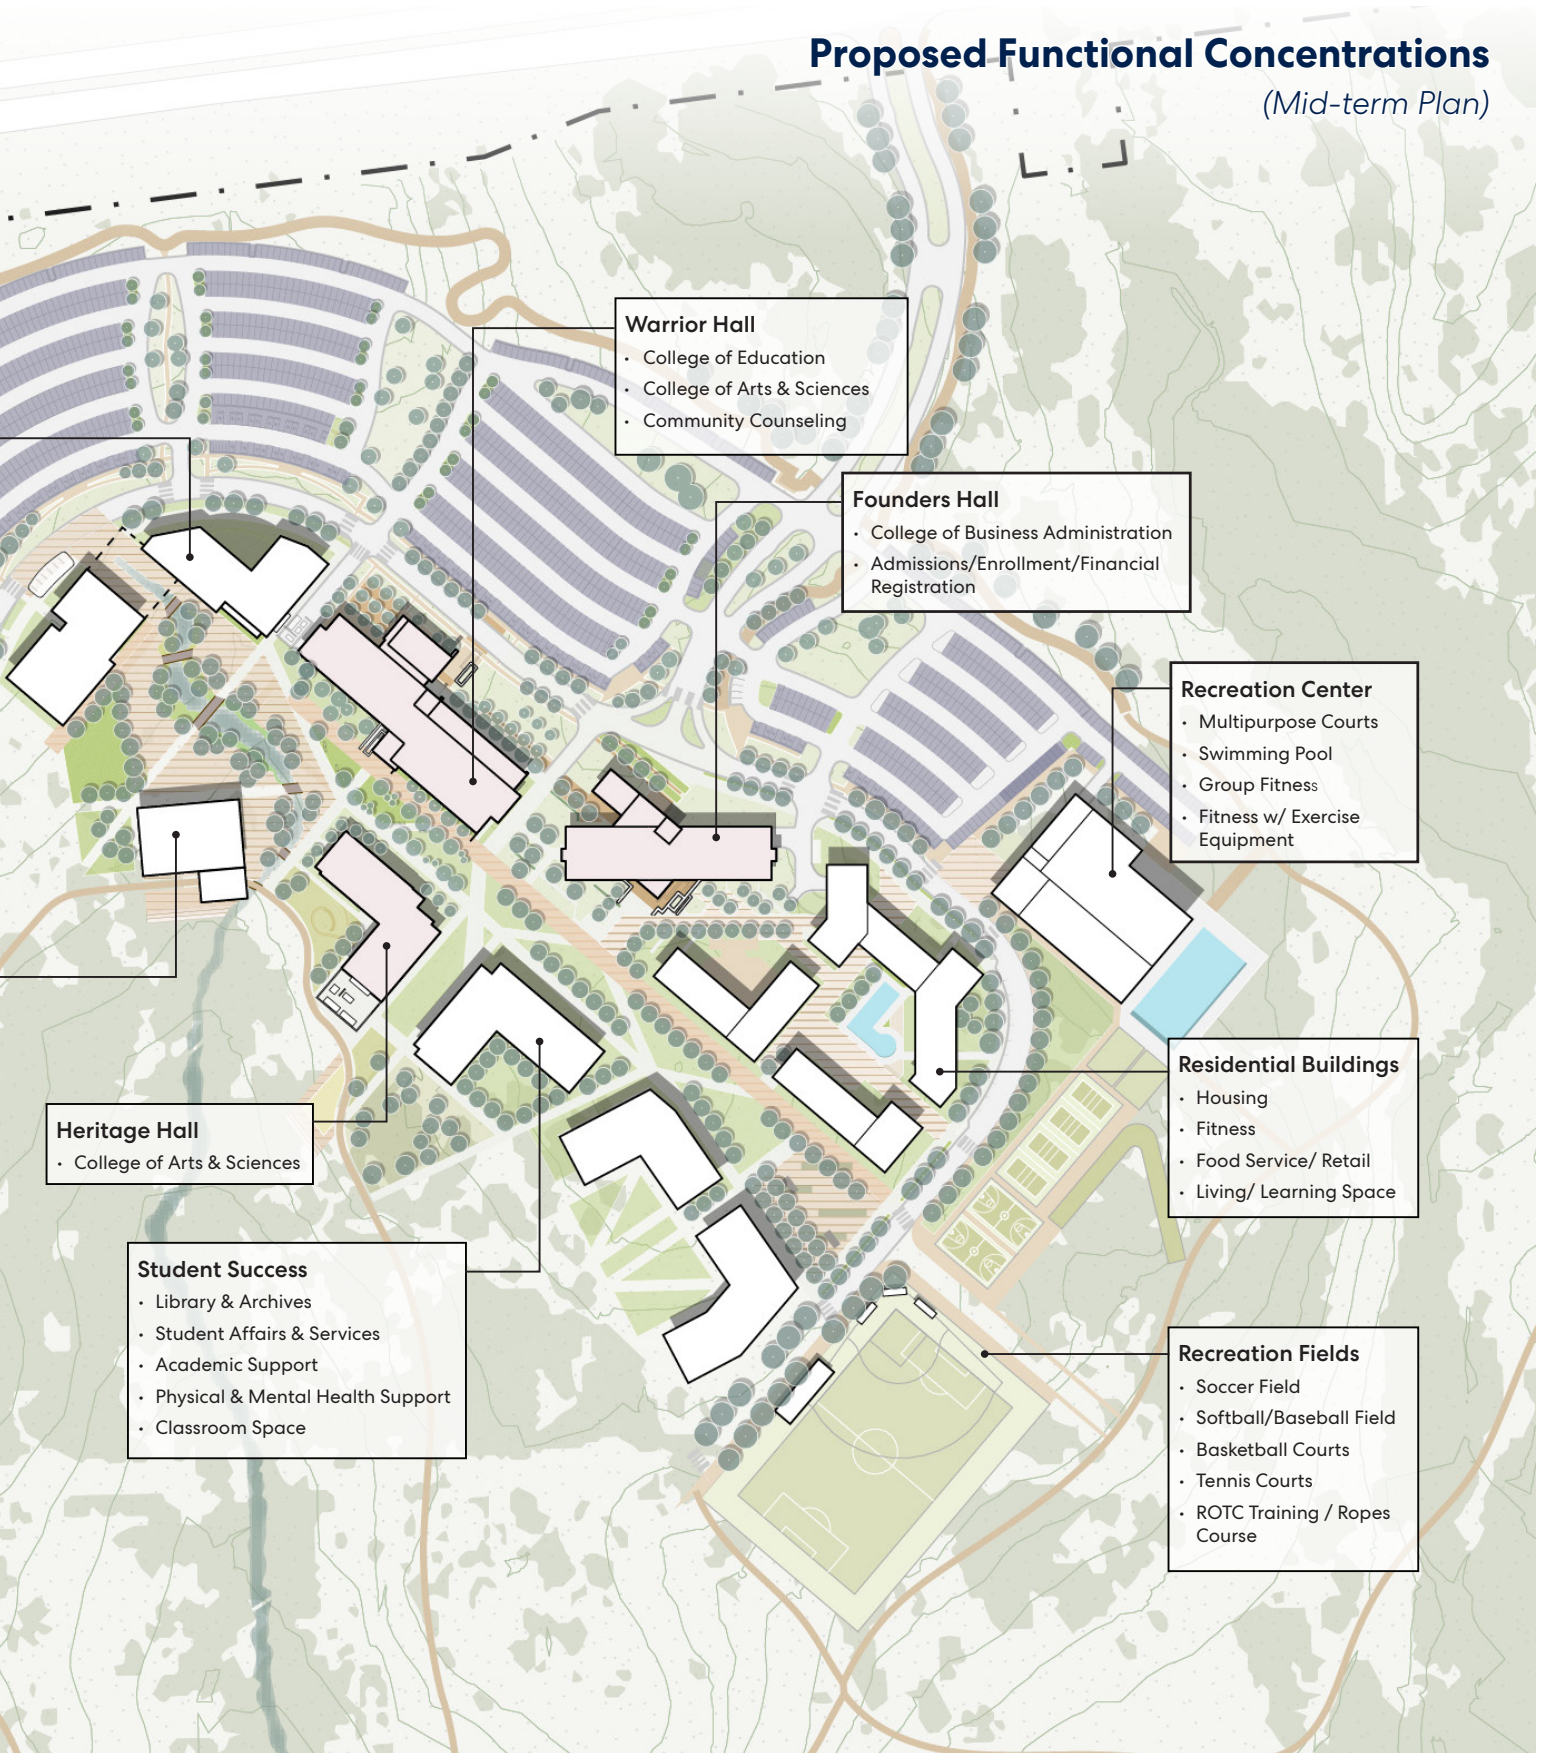 Proposed Functional Concentrations
(Mid-term Plan)
Warrior Hall
• College of Education
• College of Arts & Sciences
• Community Counseling
Founders Hall
• College of Business Administration
• Admissions/Enrollment/Financial
Registration
Recreation Center
• Multipurpose Courts
• Swimming Pool
• Group Fitness
• Fitness w/ Exercise
Equipment
Residential Buildings
• Housing
• Fitness
• Food Service/ Retail
• Living/ Learning Space
Heritage Hall
• College of Arts & Sciences
Student Success
• Library & Archives
• Student Affairs & Services
• Academic Support
• Physical & Mental Health Support
• Classroom Space
Recreation Fields
• Soccer Field
• Softball/Baseball Field
• Basketball Courts
• Tennis Courts
• ROTC Training / Ropes
Course